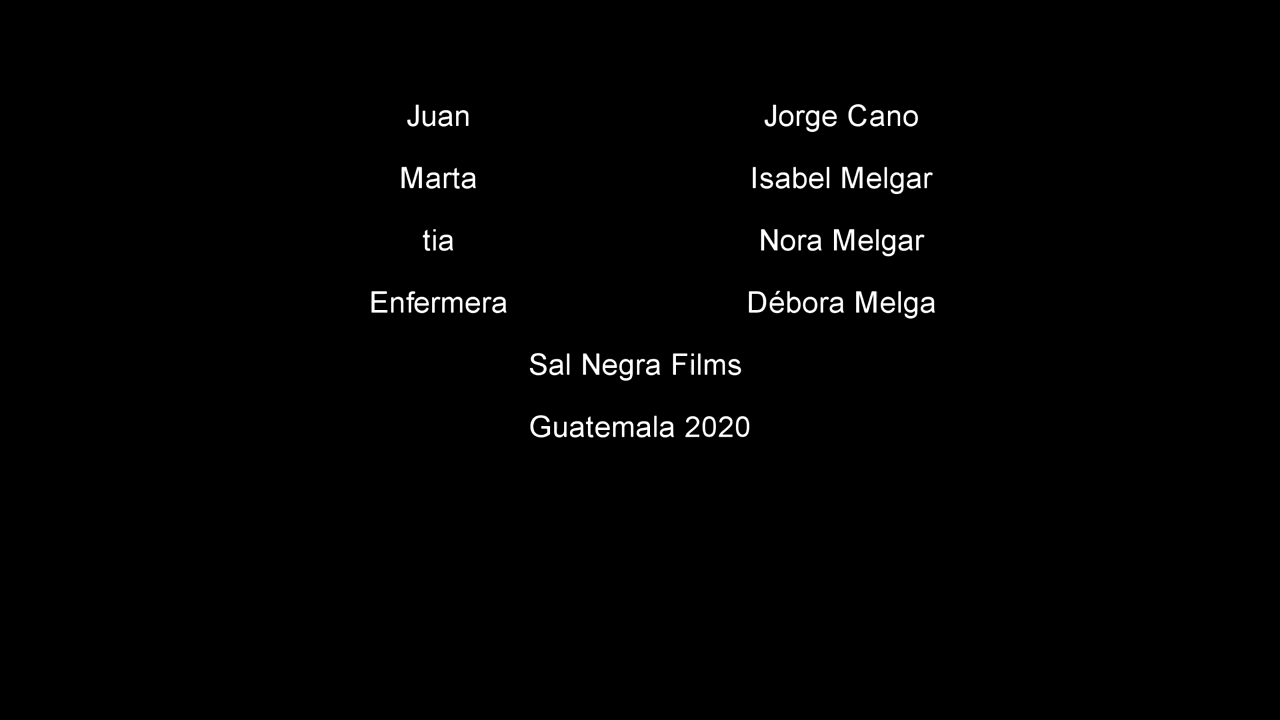 Juan Jorge Cano
Marta Isabel Melgar
tia Nora Melgar
Enfermera Débora Melga
Sal Negra Films
Guatemala 2020